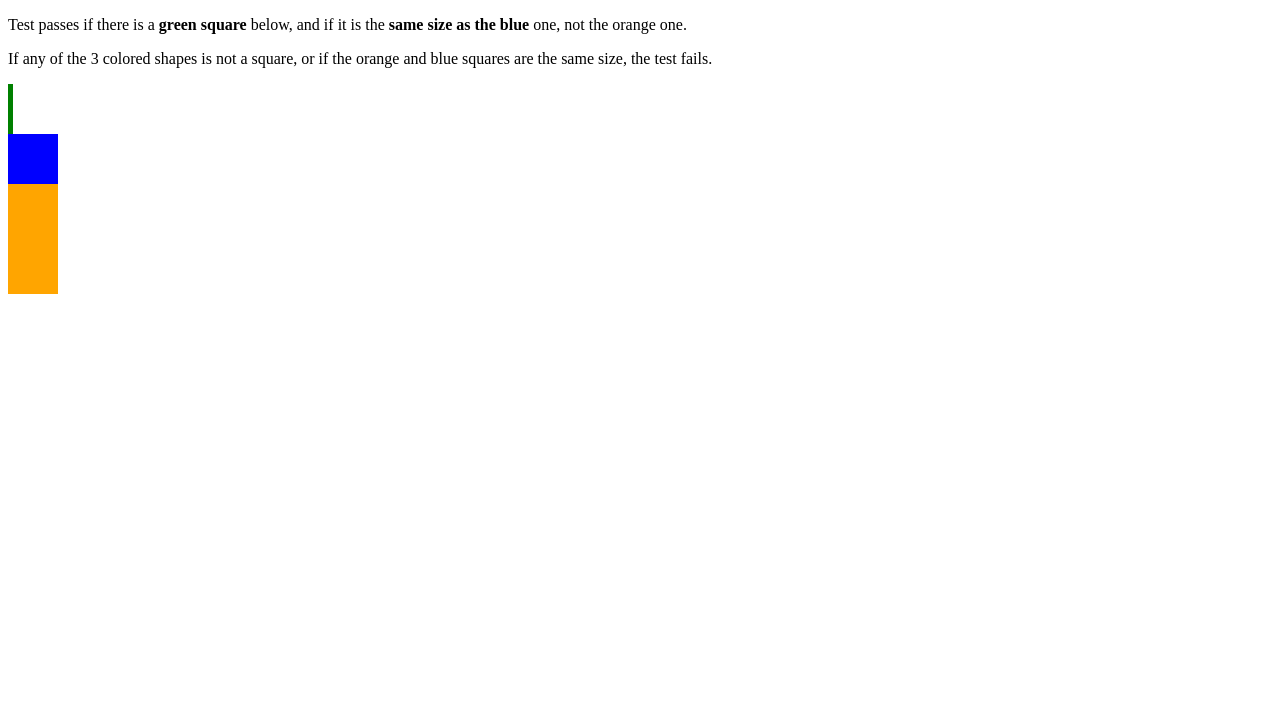 Test passes if there is a green square below, and if it is the same size as the blue one, not the orange one.
If any of the 3 colored shapes is not a square, or if the orange and blue squares are the same size, the test fails.